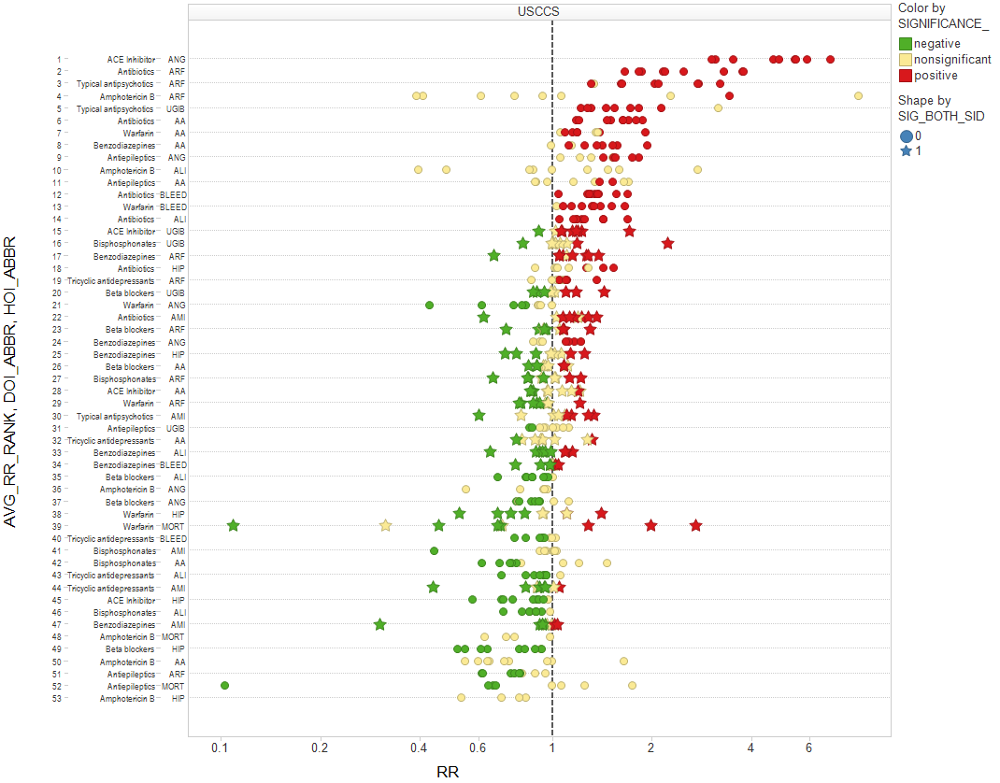 USCCS
Color by
SIGNIFICANCE_
negative
nonsignificant
positive
Shape by
SIG_BOTH_SID
0
1
AVG_RR_RANK, DOI_ABBR, HOI_ABBR
1 ACE Inhibitor ANG
2 Antibiotics ARF
3 Typical antipsychotics ARF
4 Amphotericin B ARF
5 Typical antipsychotics UGIB
6 Antibiotics AA
7 Warfarin AA
8 Benzodiazepines AA
9 Antiepileptics ANG
10 Amphotericin B ALI
11 Antiepileptics AA
12 Antibiotics BLEED
13 Warfarin BLEED
14 Antibiotics ALI
15 ACE Inhibitor UGIB
16 Bisphosphonates UGIB
17 Benzodiazepines ARF
18 Antibiotics HIP
19 Tricyclic antidepressants ARF
20 Beta blockers UGIB
21 Warfarin ANG
22 Antibiotics AMI
23 Beta blockers ARF
24 Benzodiazepines ANG
25 Benzodiazepines HIP
26 Beta blockers AA
27 Bisphosphonates ARF
28 ACE Inhibitor AA
29 Warfarin ARF
30 Typical antipsychotics AMI
31 Antiepileptics UGIB
32 Tricyclic antidepressants AA
33 Benzodiazepines ALI
34 Benzodiazepines BLEED
35 Beta blockers ALI
36 Amphotericin B ANG
37 Beta blockers ANG
38 Warfarin HIP
39 Warfarin MORT
40 Tricyclic antidepressants BLEED
41 Bisphosphonates AMI
42 Bisphosphonates AA
43 Tricyclic antidepressants ALI
44 Tricyclic antidepressants AMI
45 ACE Inhibitor HIP
46 Bisphosphonates ALI
47 Benzodiazepines AMI
48 Amphotericin B MORT
49 Beta blockers HIP
50 Amphotericin B AA
51 Antiepileptics ARF
52 Antiepileptics MORT
53 Amphotericin B HIP
0.1 0.2 0.4 0.6 1 2 4 6
RR